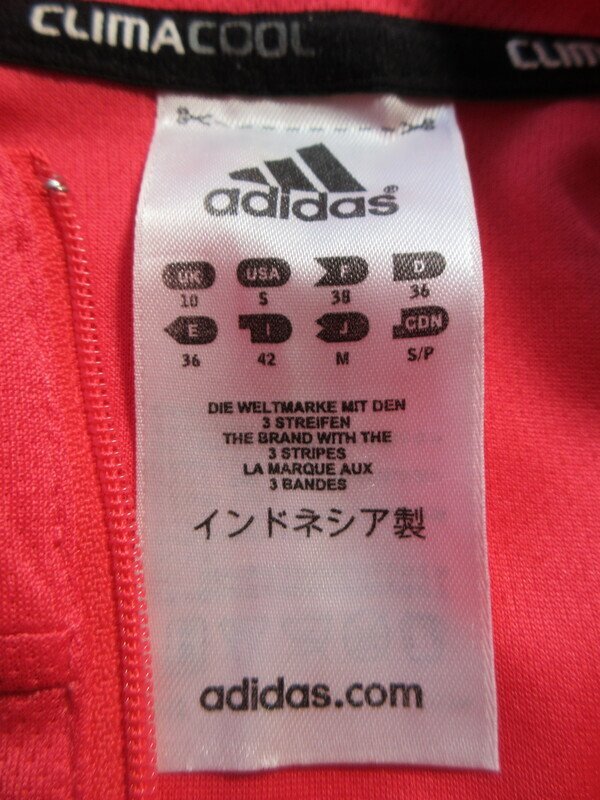 CLIMACOOL CLIM
adidas®
UK USA F D
10 S 38 36
E I J CDN
36 42 M S/P
DIE WELTMARKE MIT DEN
3 STREIFEN
THE BRAND WITH THE
3 STRIPES
LA MARQUE AUX
3 BANDES
インドネシア製
adidas.com